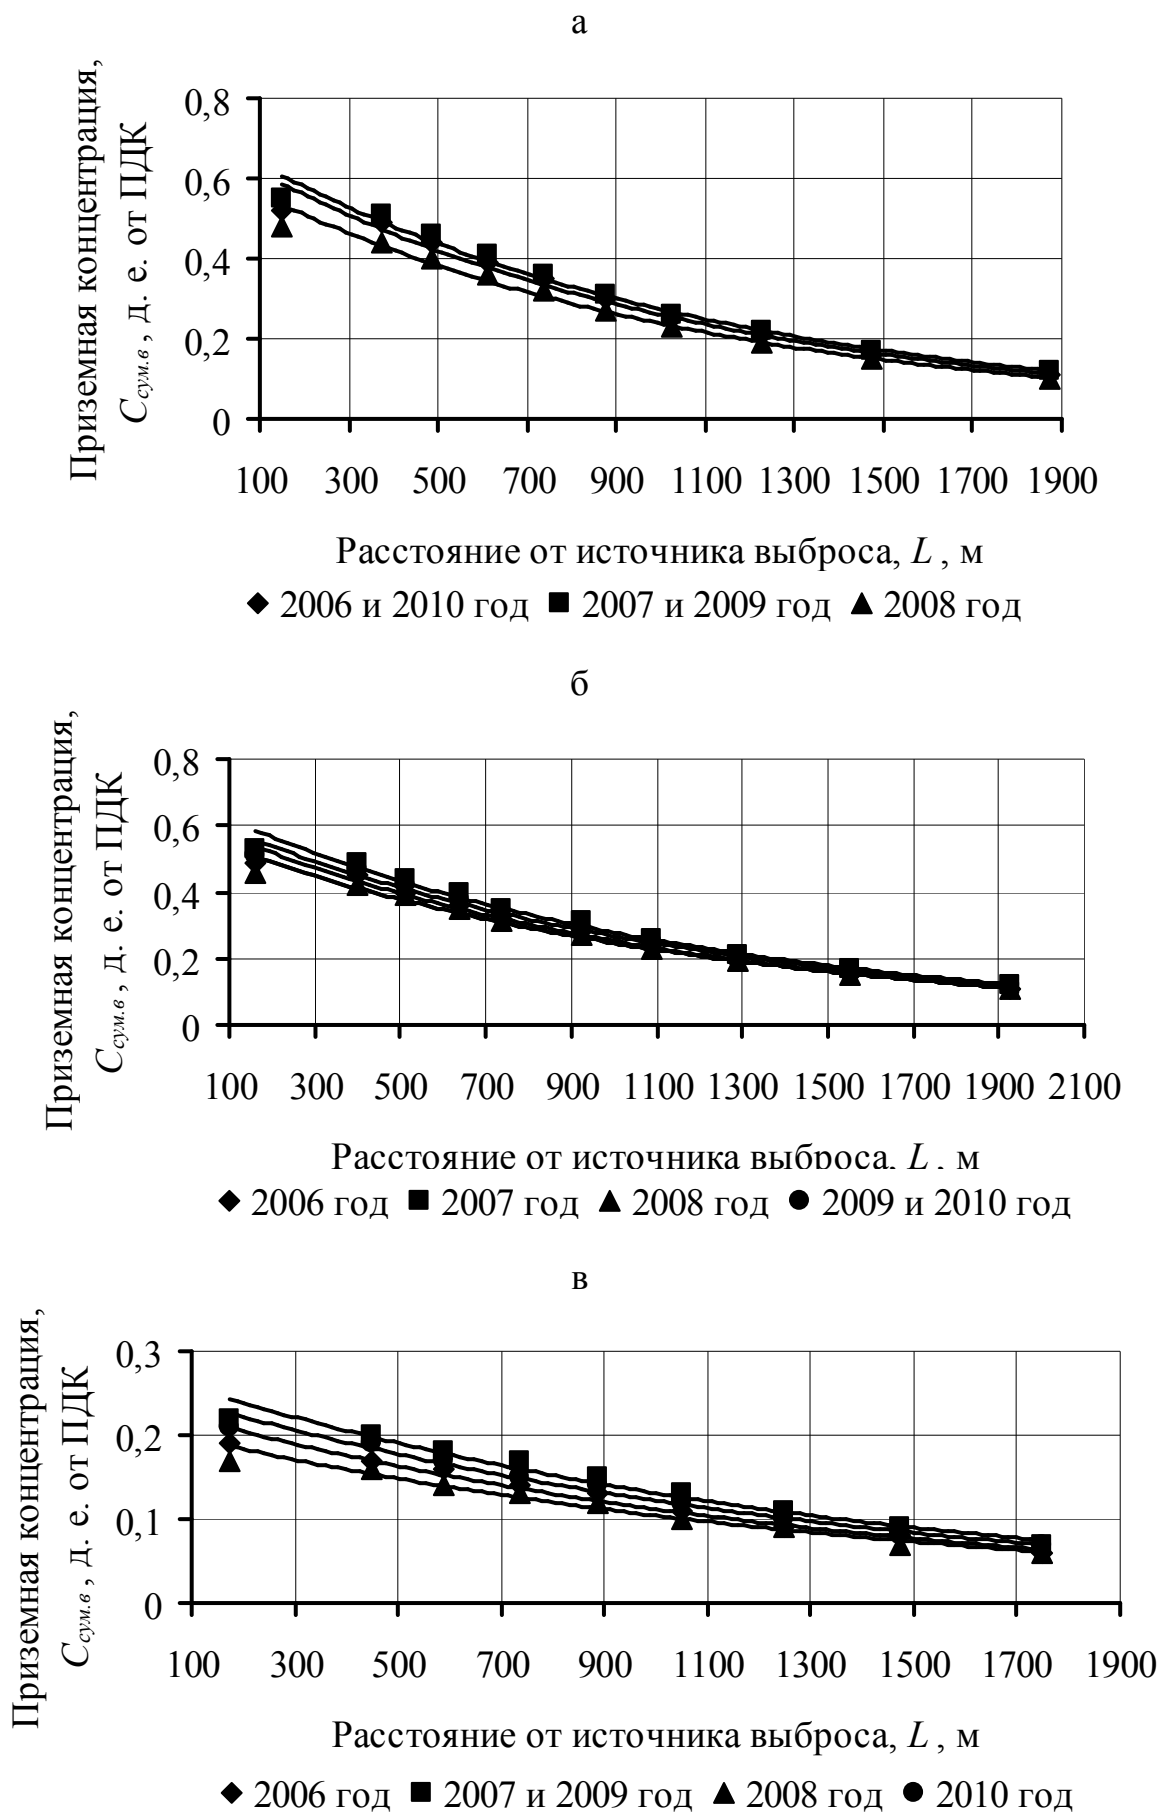 а
Приземная концентрация,
Cсум.в , д. е. от ПДК
0,8
0,6
0,4
0,2
0
100 300 500 700 900 1100 1300 1500 1700 1900
Расстояние от источника выброса, L , м
2006 и 2010 год 2007 и 2009 год 2008 год
б
Приземная концентрация,
Cсум.в , д. е. от ПДК
0,8
0,6
0,4
0,2
0
100 300 500 700 900 1100 1300 1500 1700 1900 2100
Расстояние от источника выброса, L , м
2006 год 2007 год 2008 год 2009 и 2010 год
в
Приземная концентрация,
Cсум.в , д. е. от ПДК
0,3
0,2
0,1
0
100 300 500 700 900 1100 1300 1500 1700 1900
Расстояние от источника выброса, L , м
2006 год 2007 и 2009 год 2008 год 2010 год